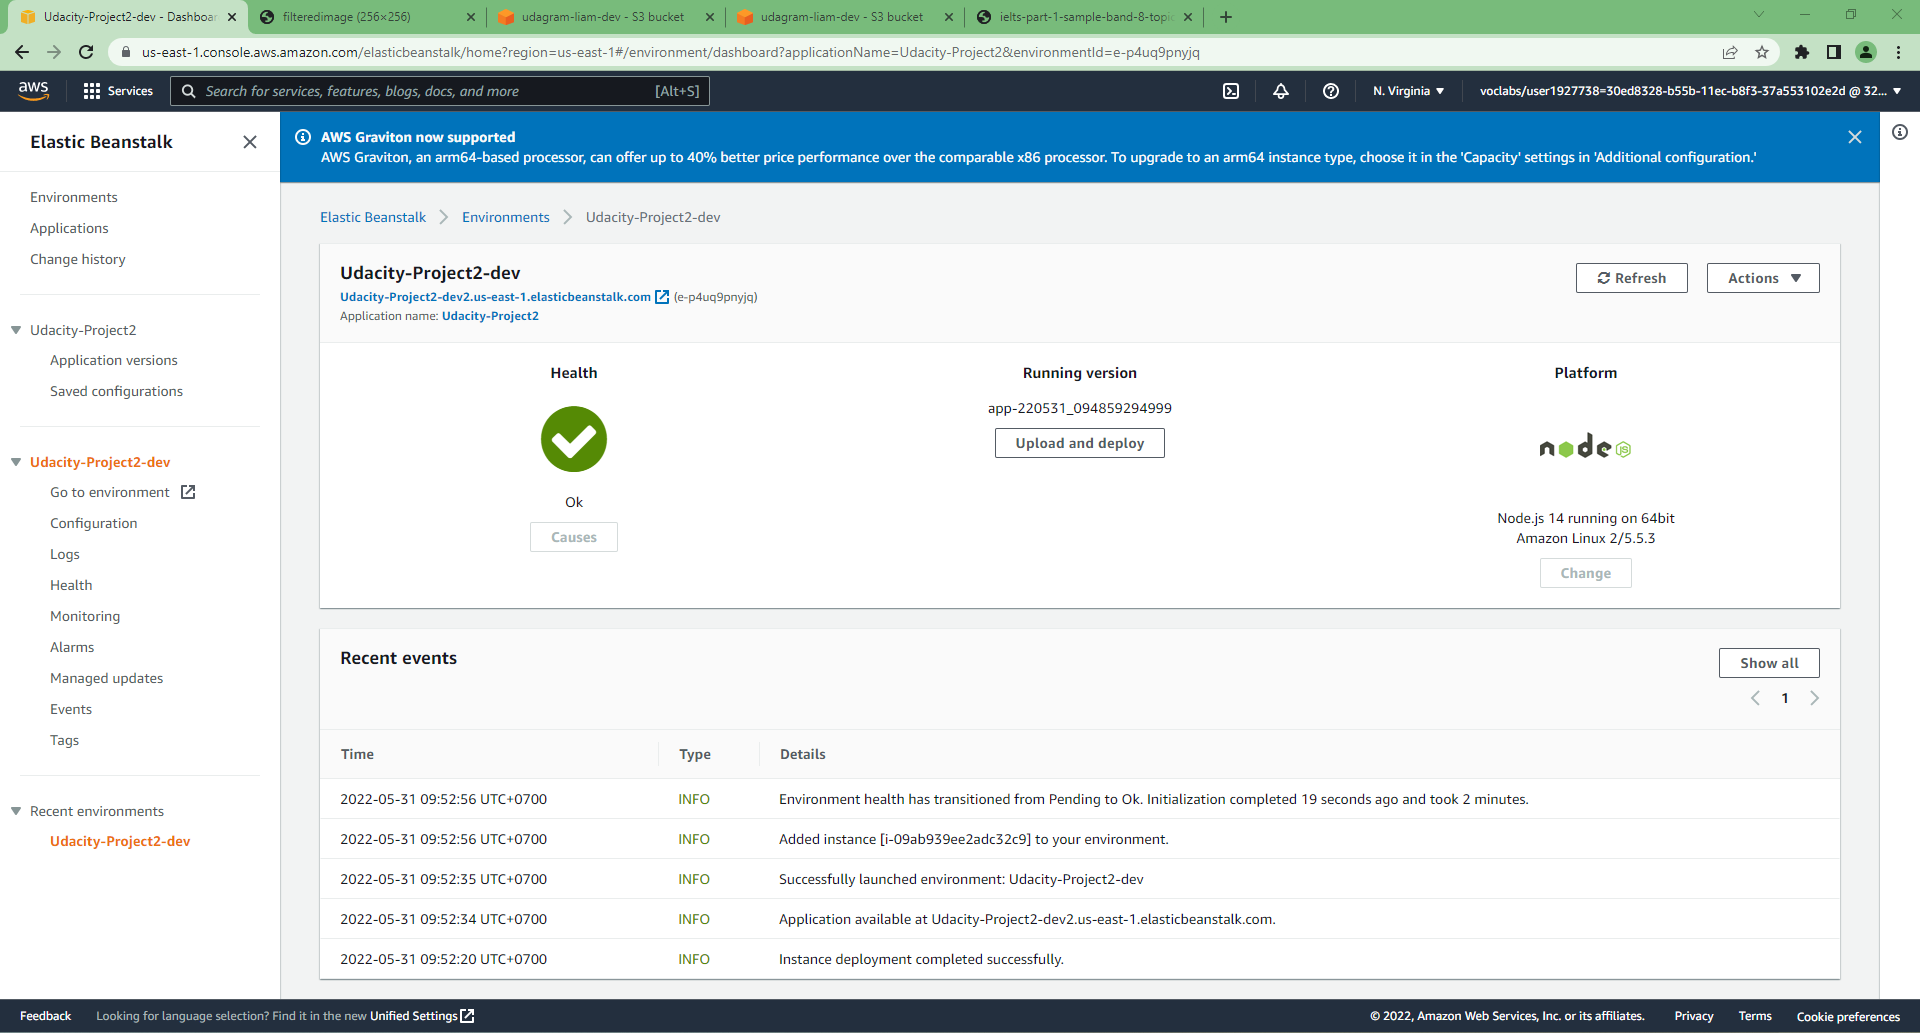 Udacity-Project2-dev - Dashboar
filteredimage (256×256)
udagram-liam-dev - S3 bucket
udagram-liam-dev - S3 bucket
ielts-part-1-sample-band-8-topic
us-east-1.console.aws.amazon.com/elasticbeanstalk/home?region=us-east-1#/environment/dashboard?applicationName=Udacity-Project2&environmentId=e-p4uq9pnyjq
aws
Services
Search for services, features, blogs, docs, and more
[Alt+S]
N. Virginia
voclabs/user1927738=30ed8328-b55b-11ec-b8f3-37a553102e2d @ 32...
Elastic Beanstalk
Environments
Applications
Change history
Udacity-Project2
Application versions
Saved configurations
Udacity-Project2-dev
Go to environment
Configuration
Logs
Health
Monitoring
Alarms
Managed updates
Events
Tags
Recent environments
Udacity-Project2-dev
AWS Graviton now supported
AWS Graviton, an arm64-based processor, can offer up to 40% better price performance over the comparable x86 processor. To upgrade to an arm64 instance type, choose it in the 'Capacity' settings in 'Additional configuration.'
Elastic Beanstalk
Environments
Udacity-Project2-dev
Udacity-Project2-dev
Udacity-Project2-dev2.us-east-1.elasticbeanstalk.com (e-p4uq9pnyjq)
Application name: Udacity-Project2
Refresh
Actions
Health
Ok
Causes
Running version
app-220531_094859294999
Upload and deploy
Platform
node JS
Node.js 14 running on 64bit
Amazon Linux 2/5.5.3
Change
Recent events
Show all
1
Time Type Details
2022-05-31 09:52:56 UTC+0700 INFO Environment health has transitioned from Pending to Ok. Initialization completed 19 seconds ago and took 2 minutes.
2022-05-31 09:52:56 UTC+0700 INFO Added instance [i-09ab939ee2adc32c9] to your environment.
2022-05-31 09:52:35 UTC+0700 INFO Successfully launched environment: Udacity-Project2-dev
2022-05-31 09:52:34 UTC+0700 INFO Application available at Udacity-Project2-dev2.us-east-1.elasticbeanstalk.com.
2022-05-31 09:52:20 UTC+0700 INFO Instance deployment completed successfully.
Feedback
Looking for language selection? Find it in the new Unified Settings
© 2022, Amazon Web Services, Inc. or its affiliates.
Privacy
Terms
Cookie preferences